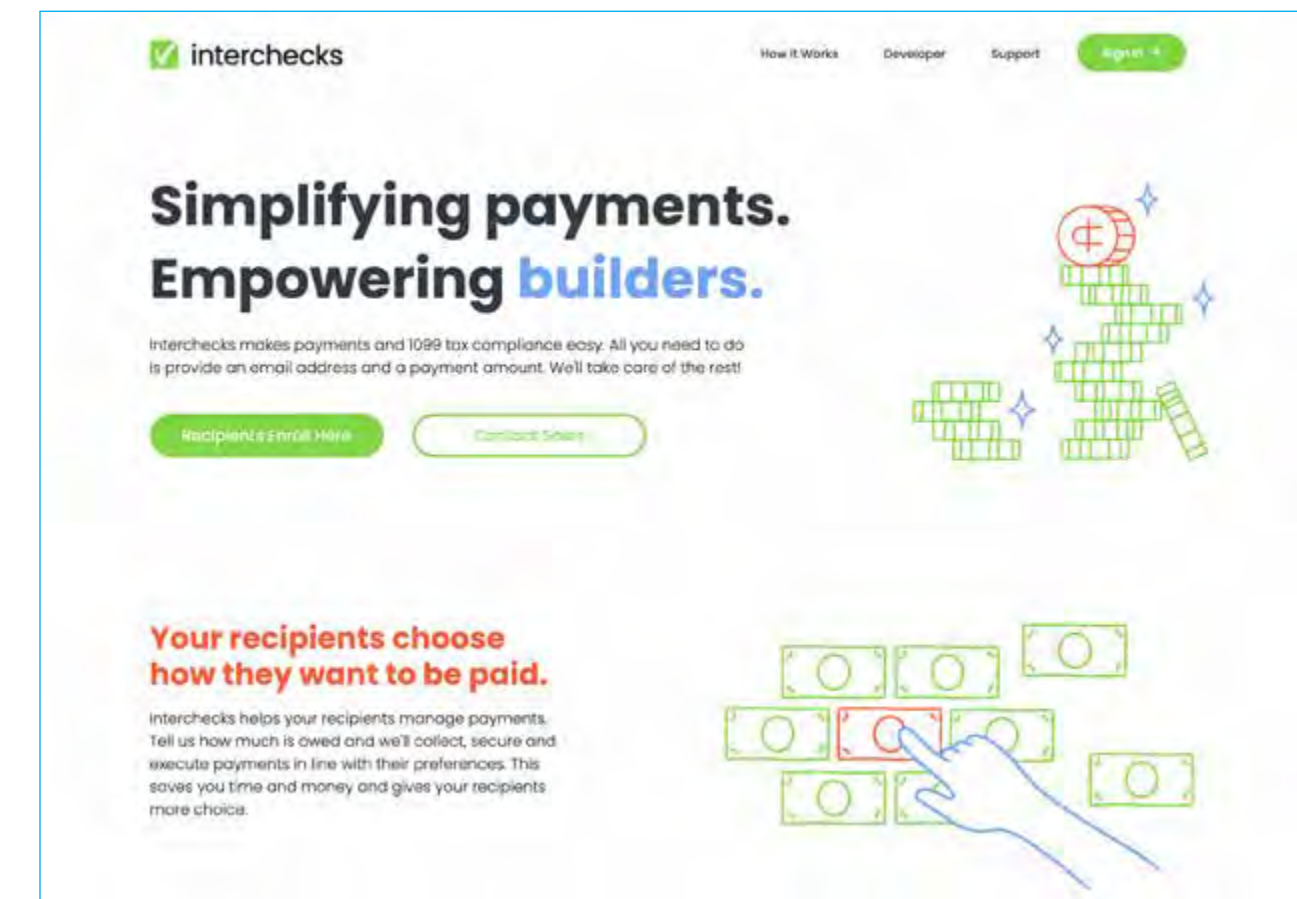 interchecks
How It Works Developer Support Sign In
Simplifying payments.
Empowering builders.
Interchecks makes payments and 1099 tax compliance easy. All you need to do
is provide an email address and a payment amount. We'll take care of the rest!
Recipients Enroll Here Contact Sales
Your recipients choose
how they want to be paid.
Interchecks helps your recipients manage payments.
Tell us how much is owed and we'll collect, secure and
execute payments in line with their preferences. This
saves you time and money and gives your recipients
more choice.